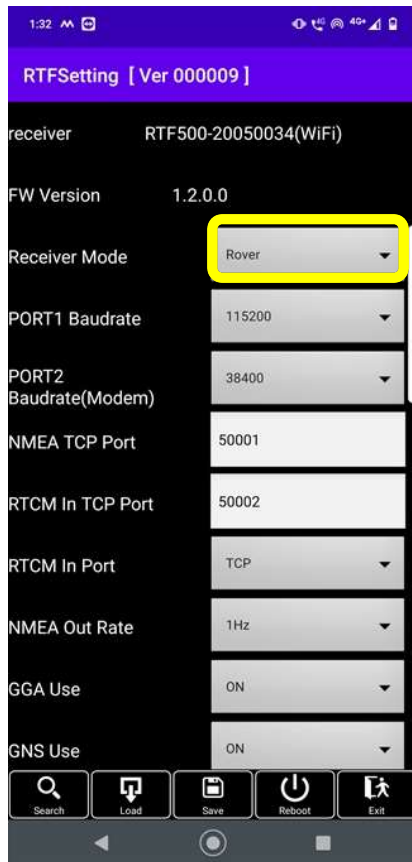 1:32
4G 4G+
RTFSetting [ Ver 000009 ]
receiver RTF500-20050034(WiFi)
FW Version 1.2.0.0
Receiver Mode Rover
PORT1 Baudrate 115200
PORT2
Baudrate(Modem) 38400
NMEA TCP Port 50001
RTCM In TCP Port 50002
RTCM In Port TCP
NMEA Out Rate 1Hz
GGA Use ON
GNS Use ON
Search Load Save Reboot Exit